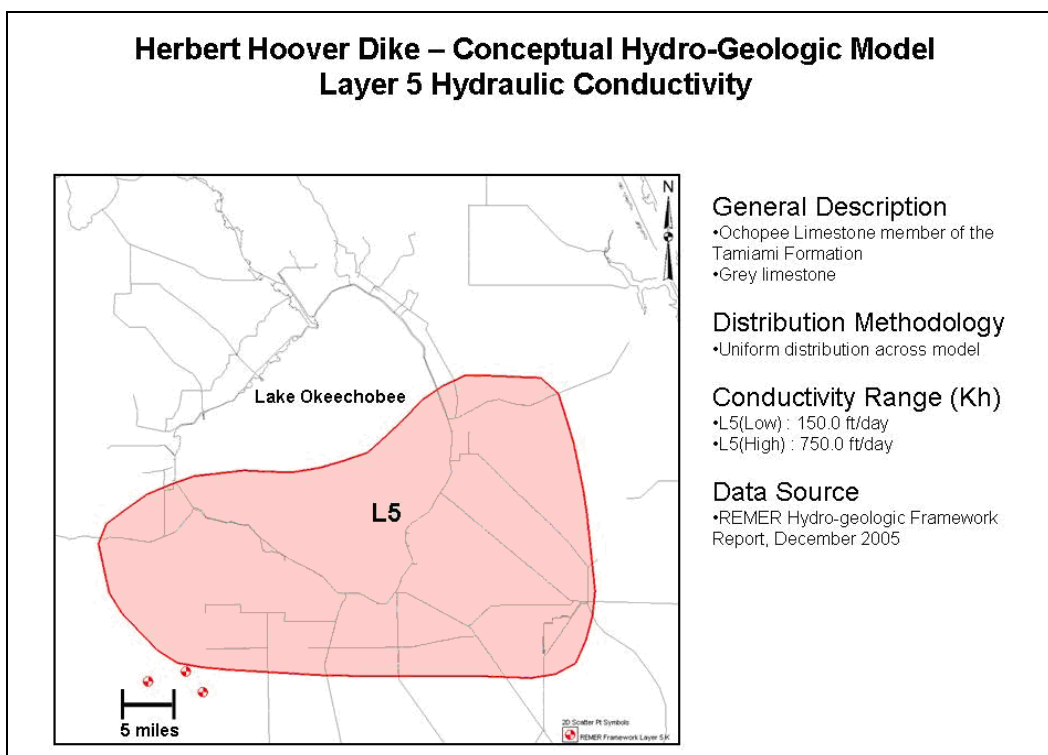 Herbert Hoover Dike – Conceptual Hydro-Geologic Model
Layer 5 Hydraulic Conductivity
N
Lake Okeechobee
L5
5 miles
2D Scatter Pt Symbols
REMER Framework Layer 5 K
General Description
•Ochopee Limestone member of the
Tamiami Formation
•Grey limestone
Distribution Methodology
•Uniform distribution across model
Conductivity Range (Kh)
•L5(Low) : 150.0 ft/day
•L5(High) : 750.0 ft/day
Data Source
•REMER Hydro-geologic Framework
Report, December 2005